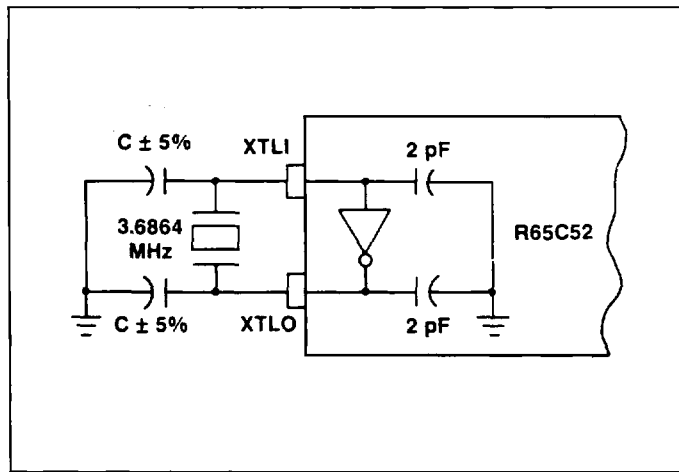 C ± 5%
XTLI
2 pF
3.6864
MHz
R65C52
C ± 5%
XTLO
2 pF